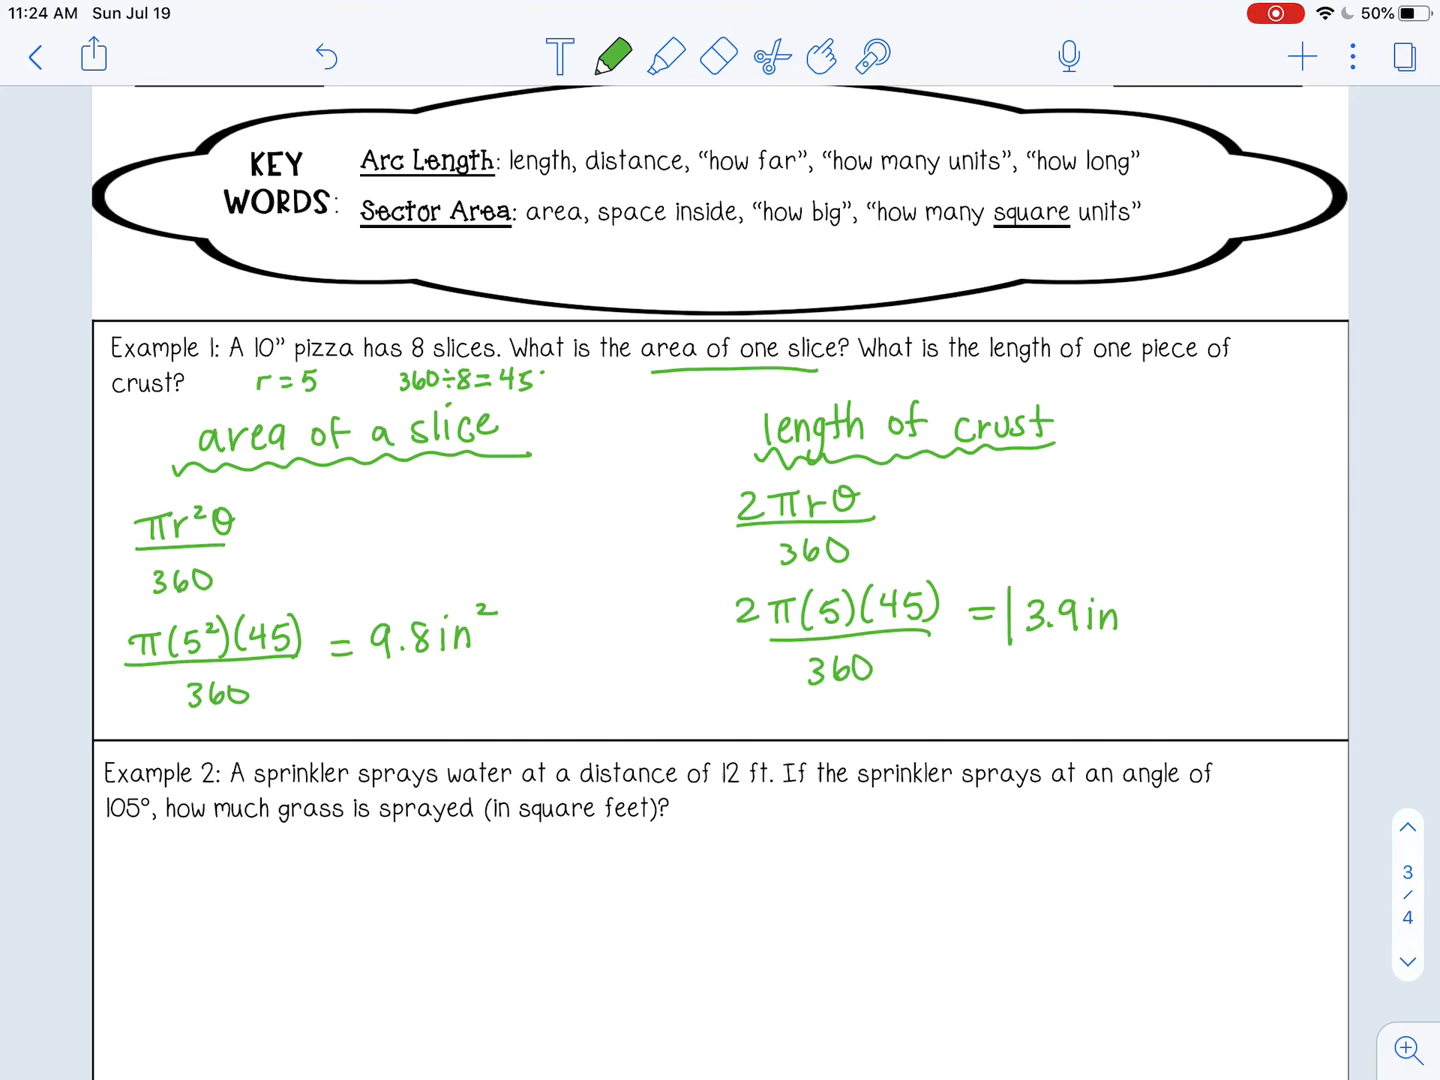 11:24 AM Sun Jul 19
50%
KEY WORDS:
Arc Length: length, distance, “how far”, “how many units”, “how long”
Sector Area: area, space inside, “how big”, “how many square units”
Example 1: A 10” pizza has 8 slices. What is the area of one slice? What is the length of one piece of
crust? r = 5 360÷8=45°
area of a slice
πr²θ
360
π(5²)(45) = 9.8in²
360
length of crust
2πrθ
360
2π(5)(45) = |3.9in
360
Example 2: A sprinkler sprays water at a distance of 12 ft. If the sprinkler sprays at an angle of
105°, how much grass is sprayed (in square feet)?
3
/
4